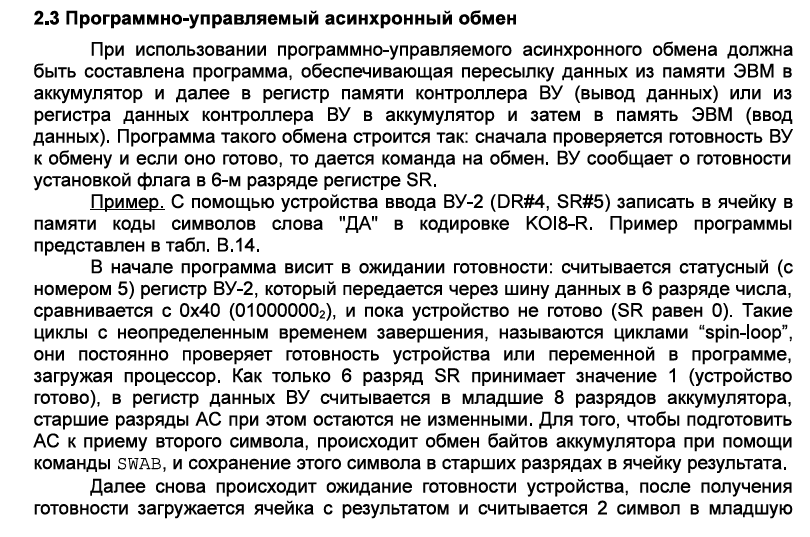 2.3 Программно-управляемый асинхронный обмен
При использовании программно-управляемого асинхронного обмена должна
быть составлена программа, обеспечивающая пересылку данных из памяти ЭВМ в
аккумулятор и далее в регистр памяти контроллера ВУ (вывод данных) или из
регистра данных контроллера ВУ в аккумулятор и затем в память ЭВМ (ввод
данных). Программа такого обмена строится так: сначала проверяется готовность ВУ
к обмену и если оно готово, то дается команда на обмен. ВУ сообщает о готовности
установкой флага в 6-м разряде регистре SR.
Пример. С помощью устройства ввода ВУ-2 (DR#4, SR#5) записать в ячейку в
памяти коды символов слова "ДА" в кодировке KOI8-R. Пример программы
представлен в табл. В.14.
В начале программа висит в ожидании готовности: считывается статусный (с
номером 5) регистр ВУ-2, который передается через шину данных в 6 разряде числа,
сравнивается с 0x40 (01000000₂), и пока устройство не готово (SR равен 0). Такие
циклы с неопределенным временем завершения, называются циклами “spin-loop”,
они постоянно проверяет готовность устройства или переменной в программе,
загружая процессор. Как только 6 разряд SR принимает значение 1 (устройство
готово), в регистр данных ВУ считывается в младшие 8 разрядов аккумулятора,
старшие разряды АС при этом остаются не изменными. Для того, чтобы подготовить
АС к приему второго символа, происходит обмен байтов аккумулятора при помощи
команды SWAB, и сохранение этого символа в старших разрядах в ячейку результата.
Далее снова происходит ожидание готовности устройства, после получения
готовности загружается ячейка с результатом и считывается 2 символ в младшую